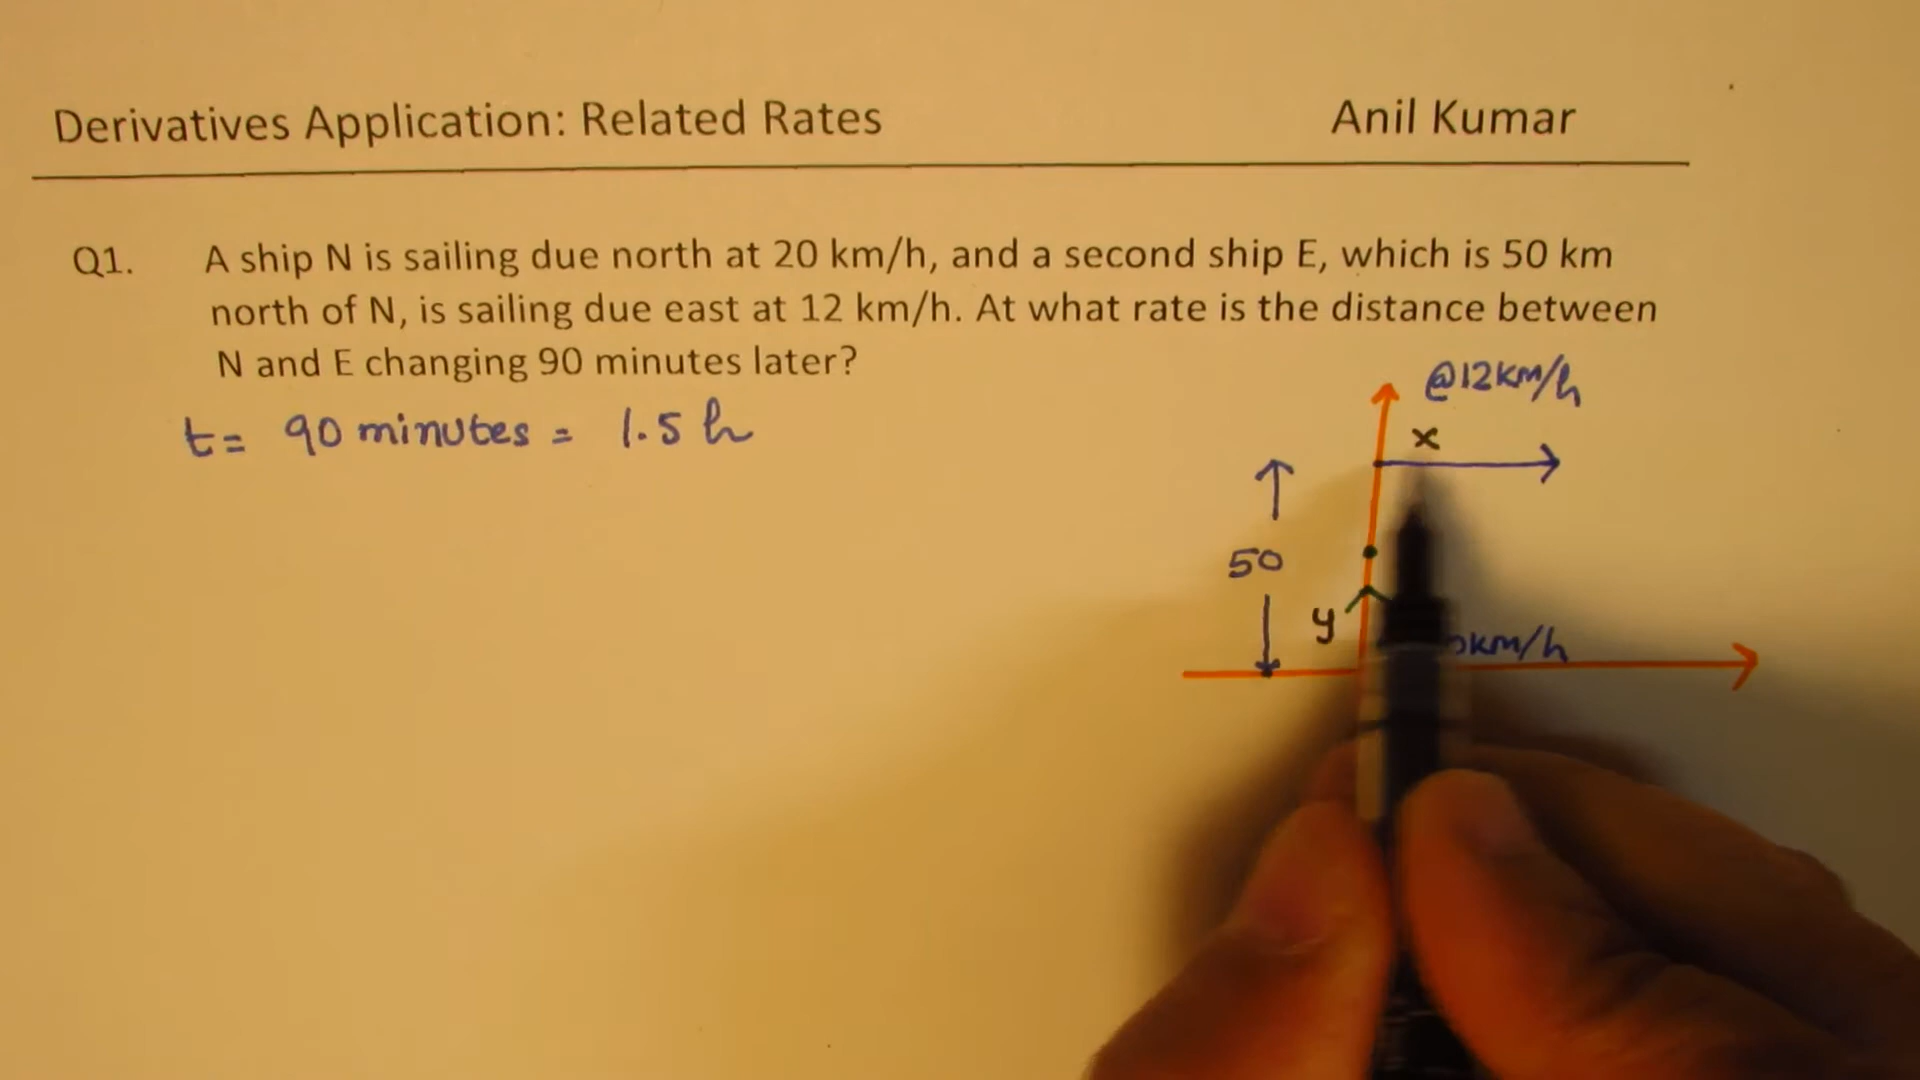 Derivatives Application: Related Rates Anil Kumar
Q1. A ship N is sailing due north at 20 km/h, and a second ship E, which is 50 km
north of N, is sailing due east at 12 km/h. At what rate is the distance between
N and E changing 90 minutes later?
@12km/h
t = 90 minutes = 1.5 h
x
50
y
km/h